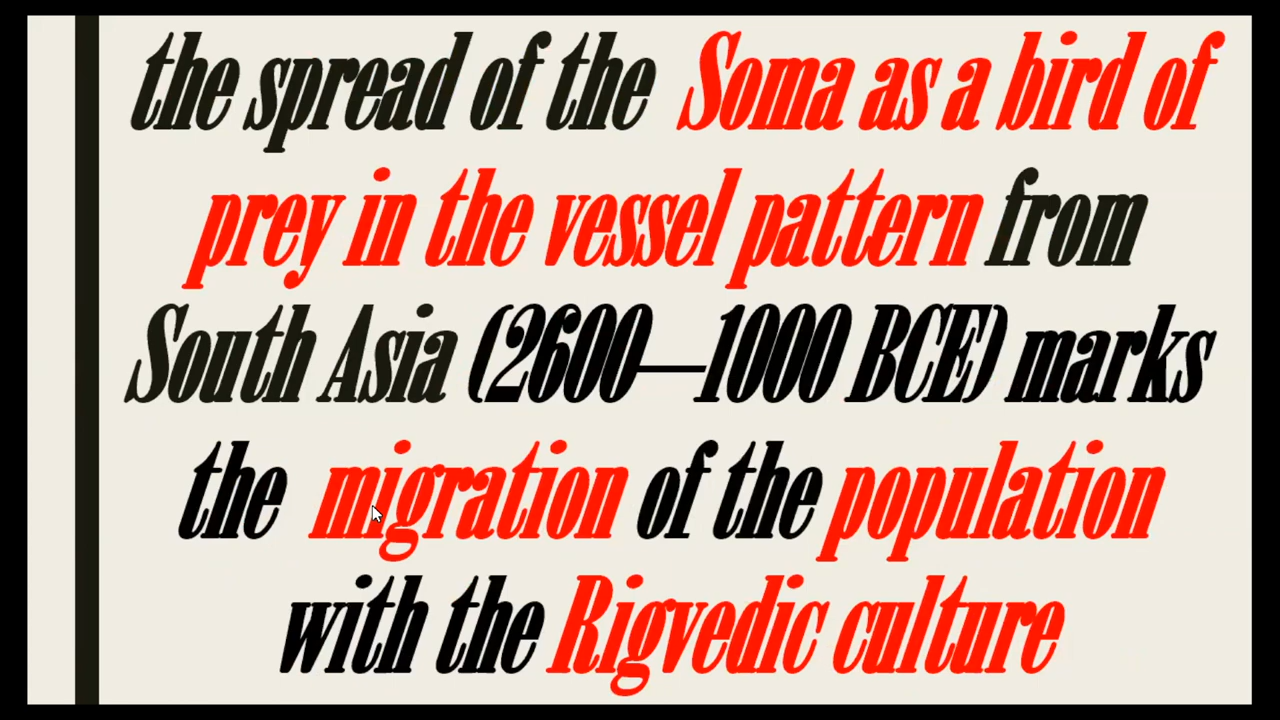 the spread of the Soma as a bird of
prey in the vessel pattern from
South Asia (2600—1000 BCE) marks
the migration of the population
with the Rigvedic culture